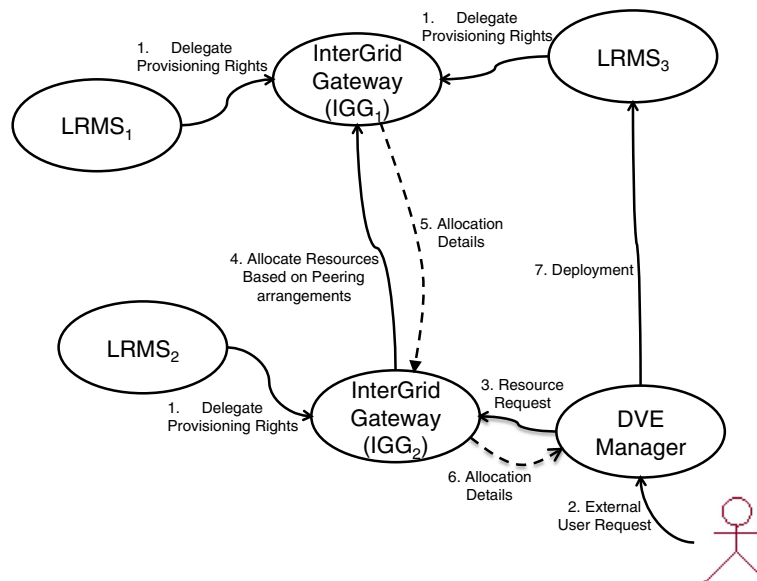 1. Delegate
Provisioning Rights
InterGrid
Gateway
(IGG₁)
1. Delegate
Provisioning Rights
LRMS₃
LRMS₁
5. Allocation
Details
4. Allocate Resources
Based on Peering
arrangements
7. Deployment
LRMS₂
1. Delegate
Provisioning Rights
InterGrid
Gateway
(IGG₂)
3. Resource
Request
DVE
Manager
6. Allocation
Details
2. External
User Request